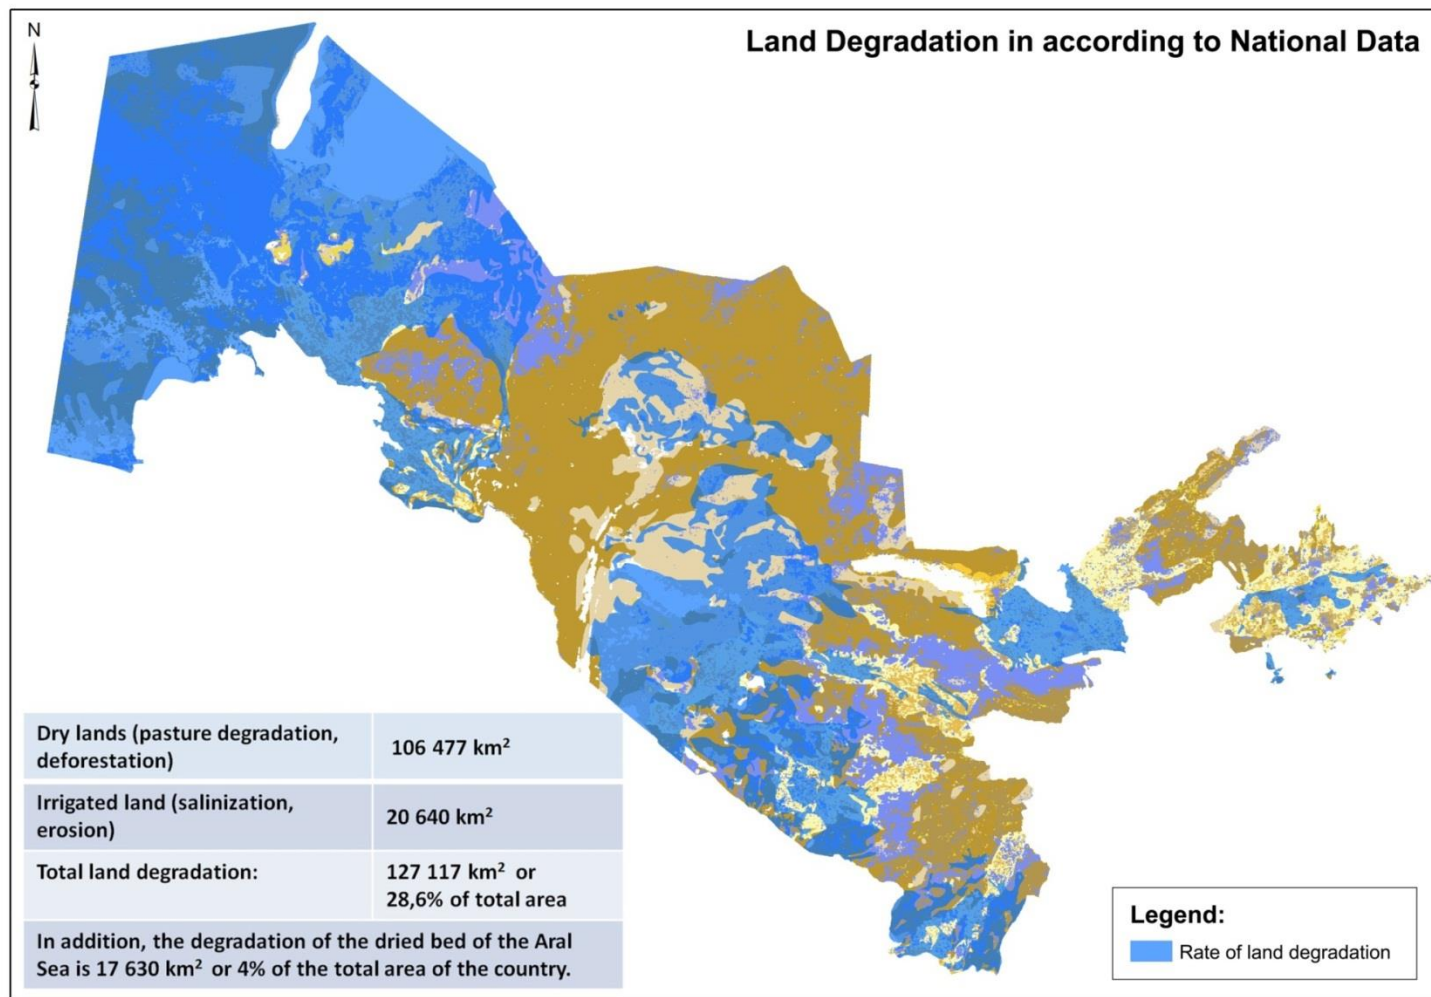 N
Land Degradation in according to National Data
Dry lands (pasture degradation,
deforestation)
106 477 km²
Irrigated land (salinization,
erosion)
20 640 km²
Total land degradation:
127 117 km² or
28,6% of total area
In addition, the degradation of the dried bed of the Aral
Sea is 17 630 km² or 4% of the total area of the country.
Legend:
Rate of land degradation